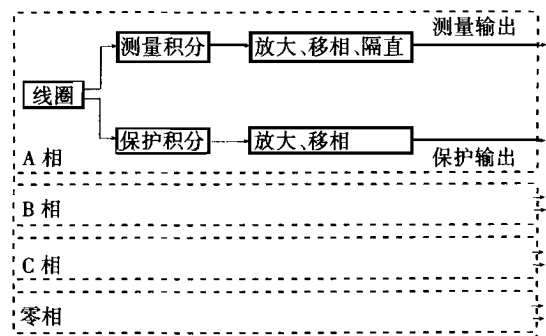 测量输出
测量积分
放大、移相、隔直
线圈
保护积分
放大、移相
A相
保护输出
B相
C相
零相